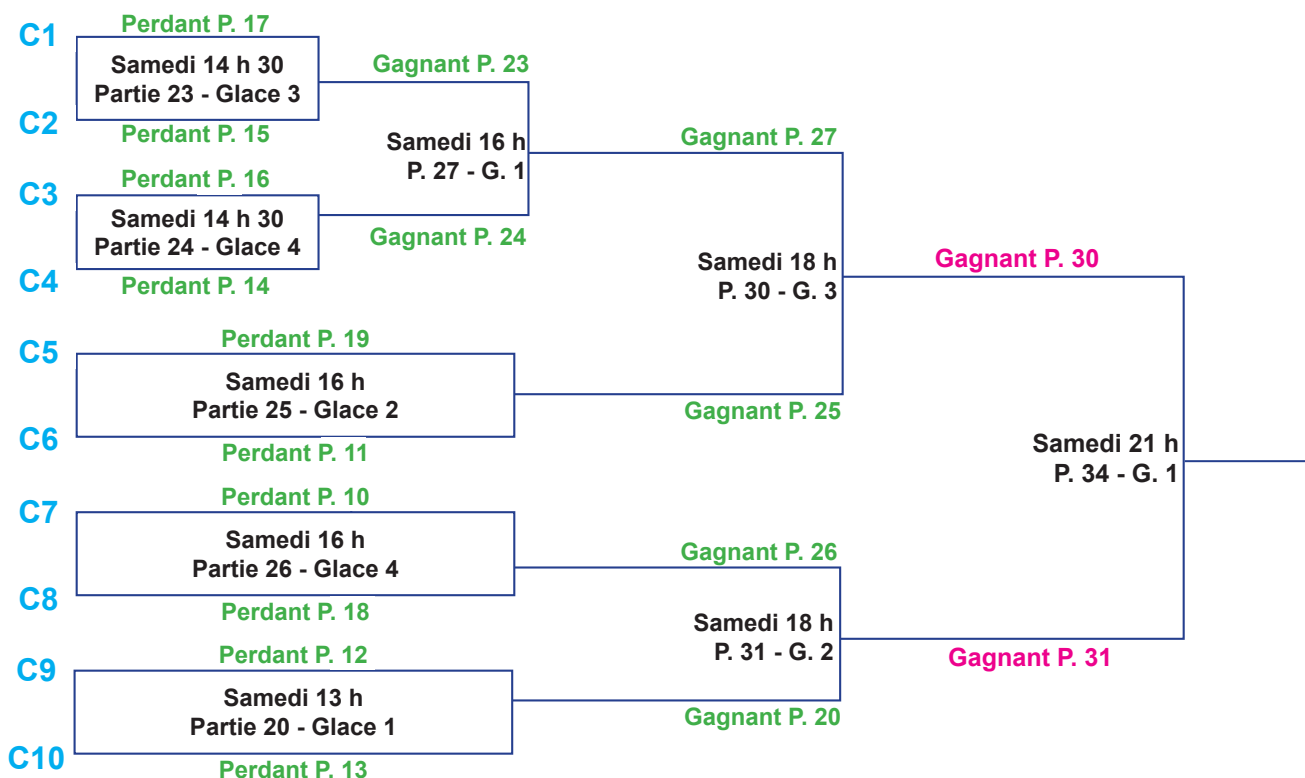 C1
Perdant P. 17
Samedi 14 h 30
Partie 23 - Glace 3
C2
Perdant P. 15
Gagnant P. 23
Samedi 16 h
P. 27 - G. 1
Gagnant P. 24
C3
Perdant P. 16
Samedi 14 h 30
Partie 24 - Glace 4
C4
Perdant P. 14
Gagnant P. 27
Samedi 18 h
P. 30 - G. 3
Gagnant P. 25
C5
Perdant P. 19
Samedi 16 h
Partie 25 - Glace 2
C6
Perdant P. 11
Gagnant P. 30
Samedi 21 h
P. 34 - G. 1
Gagnant P. 31
C7
Perdant P. 10
Samedi 16 h
Partie 26 - Glace 4
C8
Perdant P. 18
Gagnant P. 26
Samedi 18 h
P. 31 - G. 2
Gagnant P. 20
C9
Perdant P. 12
Samedi 13 h
Partie 20 - Glace 1
C10
Perdant P. 13